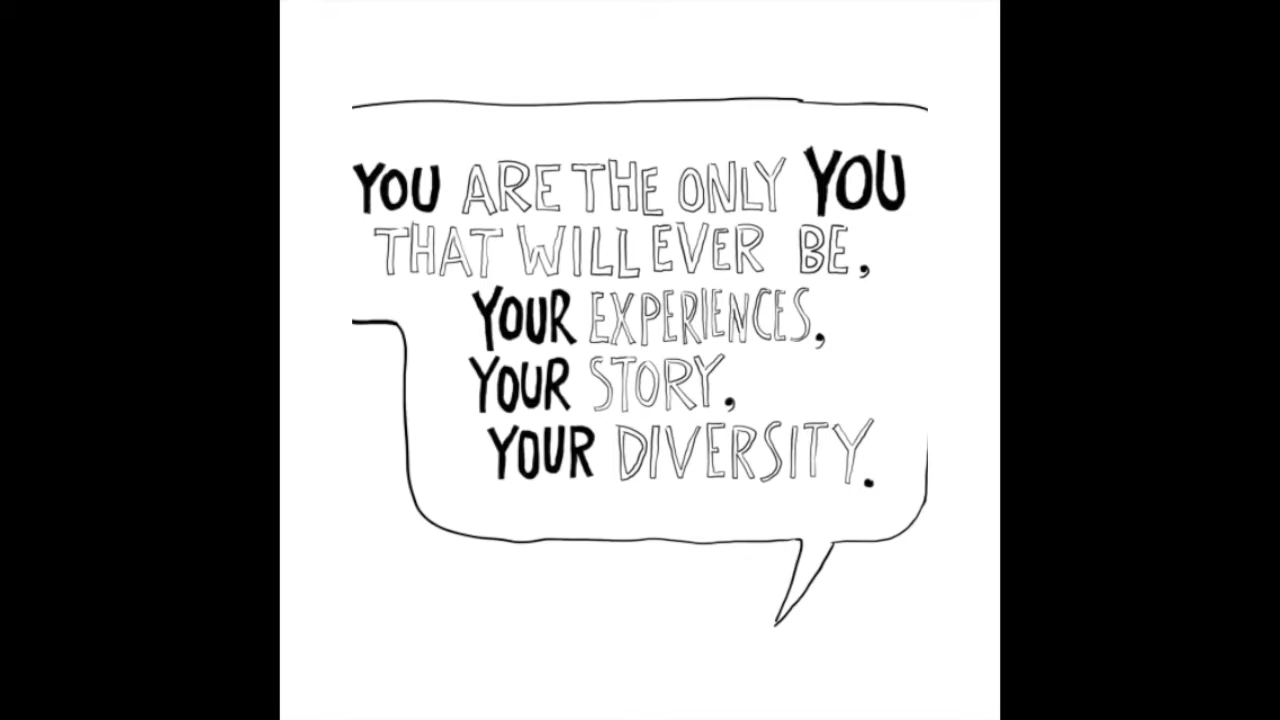 YOU ARE THE ONLY YOU
THAT WILL EVER BE,
YOUR EXPERIENCES,
YOUR STORY,
YOUR DIVERSITY.